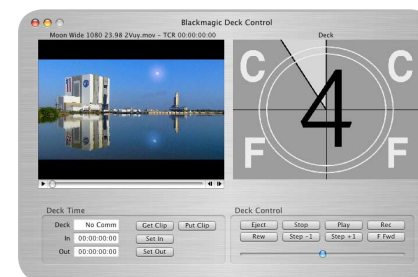 Blackmagic Deck Control
Moon Wide 1080 23.98 2Vuy.mov - TCR 00:00:00:00
Deck
C C
4
F F
Deck Time
Deck No Comm Get Clip Put Clip
In 00:00:00:00 Set In
Out 00:00:00:00 Set Out
Deck Control
Eject Stop Play Rec
Rew Step -1 Step +1 F Fwd